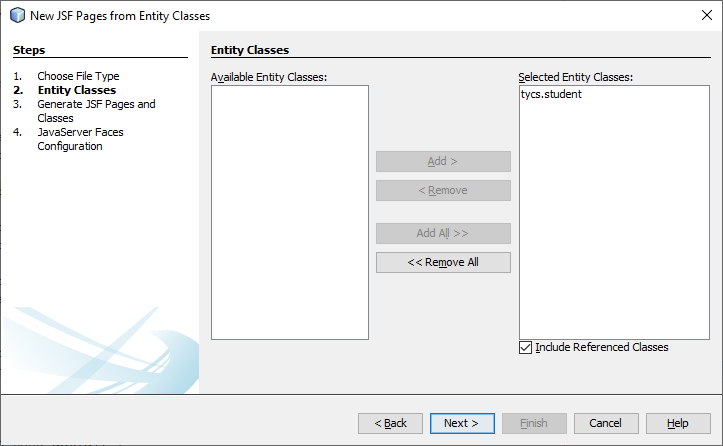 New JSF Pages from Entity Classes
Steps
1. Choose File Type
2. Entity Classes
3. Generate JSF Pages and
Classes
4. JavaServer Faces
Configuration
Entity Classes
Available Entity Classes:
Selected Entity Classes:
tycs.student
Add >
< Remove
Add All >>
<< Remove All
Include Referenced Classes
< Back
Next >
Finish
Cancel
Help